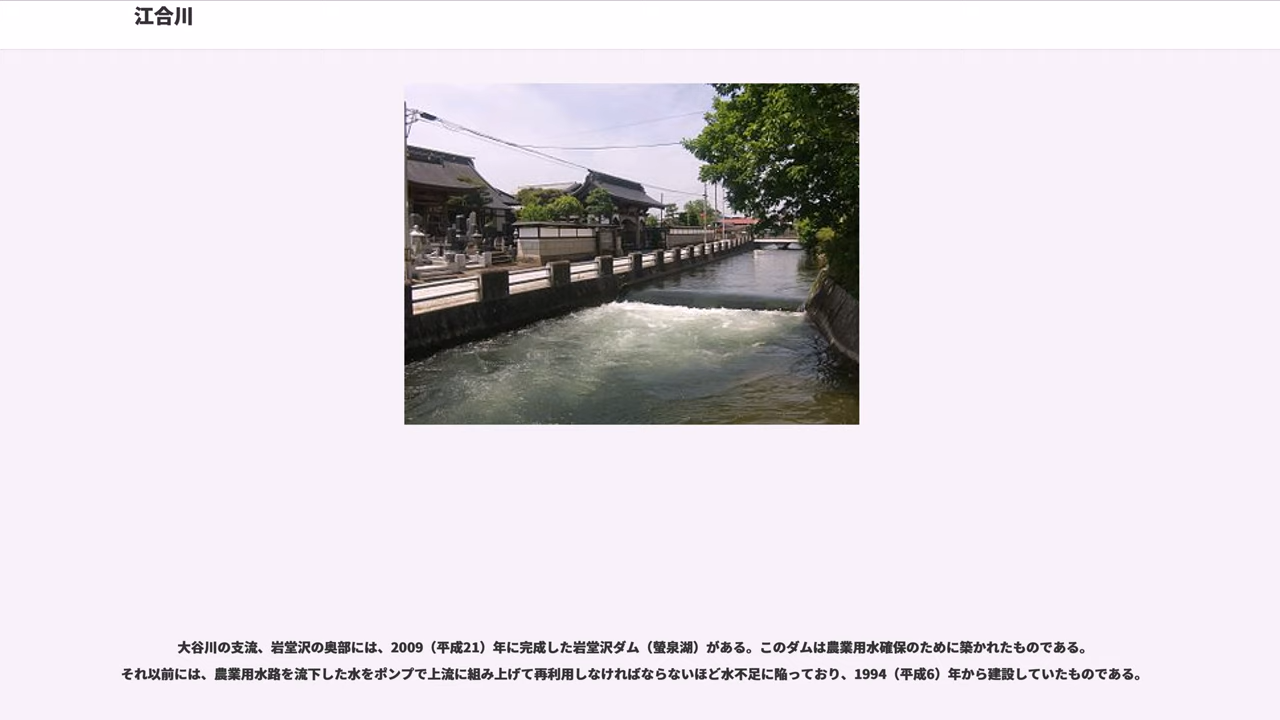 江合川
大谷川の支流、岩堂沢の奥部には、2009（平成21）年に完成した岩堂沢ダム（瑩泉湖）がある。このダムは農業用水確保のために築かれたものである。
それ以前には、農業用水路を流下した水をポンプで上流に組み上げて再利用しなければならないほど水不足に陥っており、1994（平成6）年から建設していたものである。